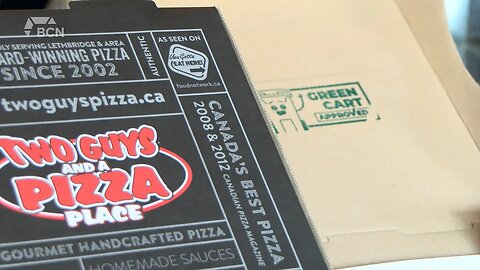 BCN
LY SERVING LETHBRIDGE & AREA
ARD-WINNING PIZZA
SINCE 2002
twoguyspizza.ca
AUTHENTIC
AS SEEN ON
You Gotta
EAT HERE!
foodnetwork.ca
TWO GUYS
AND A
PIZZA
PLACE
CANADA'S BEST PIZZA
2008 & 2012 CANADIAN PIZZA MAGAZINE
GOURMET HANDCRAFTED PIZZA
HOMEMADE SAUCES
GREEN
CART
APPROVED